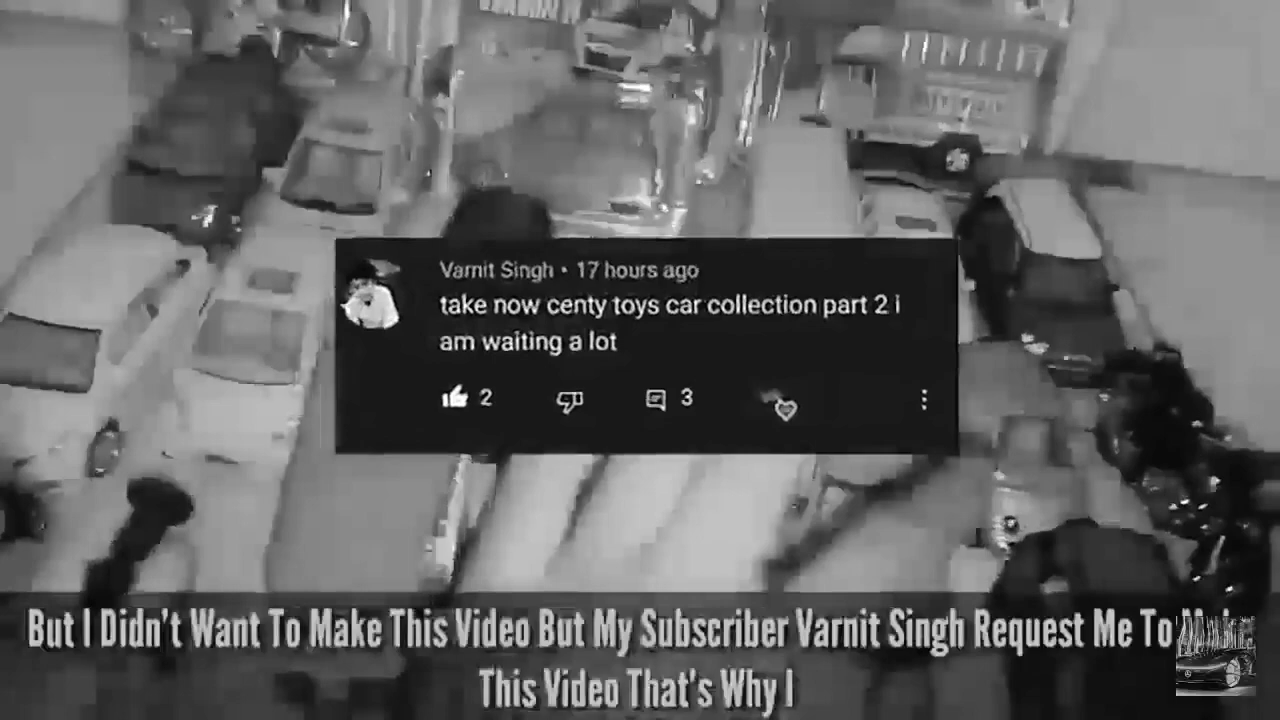 Varnit Singh • 17 hours ago
take now centy toys car collection part 2 i
am waiting a lot
2
3
But I Didn't Want To Make This Video But My Subscriber Varnit Singh Request Me To
This Video That's Why I